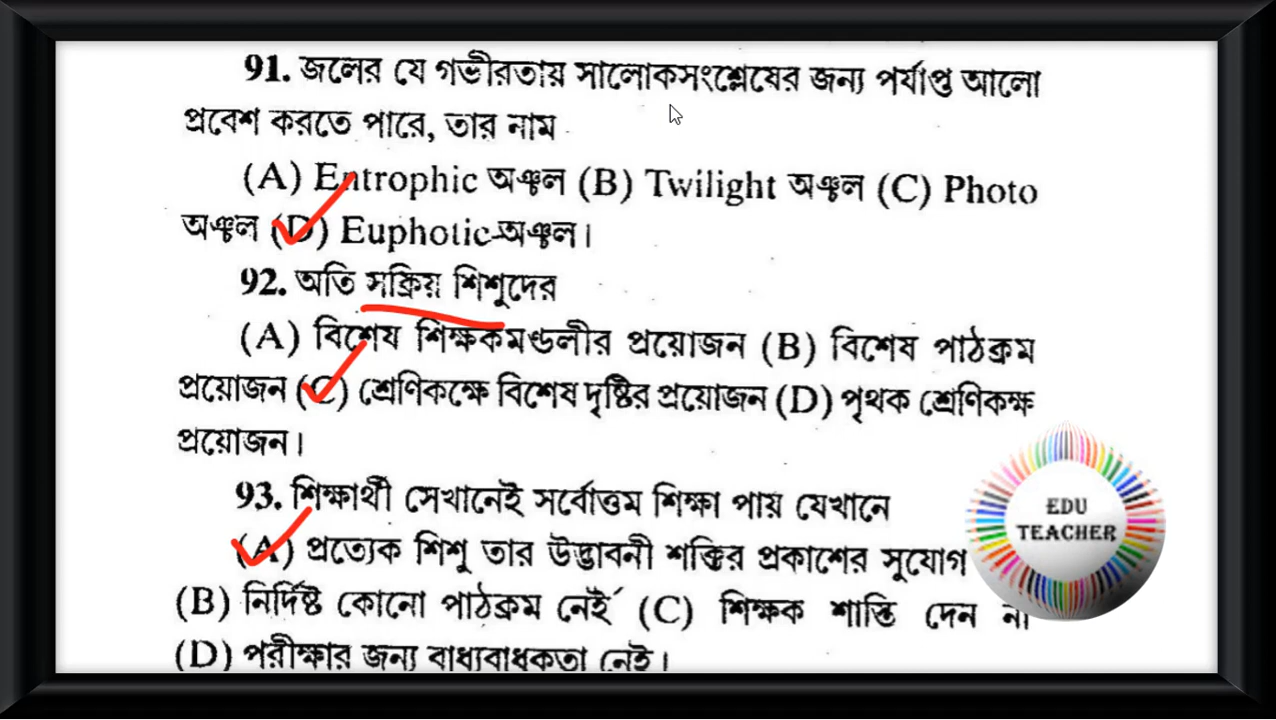 91. জলের যে গভীরতায় সালোকসংশ্লেষের জন্য পর্যাপ্ত আলো
প্রবেশ করতে পারে, তার নাম
(A) Entrophic অঞ্চল (B) Twilight অঞ্চল (C) Photo
অঞ্চল (D) Euphotic অঞ্চল।
92. অতি সক্রিয় শিশুদের
(A) বিশেষ শিক্ষকমণ্ডলীর প্রয়োজন (B) বিশেষ পাঠক্রম
প্রয়োজন (C) শ্রেণিকক্ষে বিশেষ দৃষ্টির প্রয়োজন (D) পৃথক শ্রেণিকক্ষ
প্রয়োজন।
93. শিক্ষার্থী সেখানেই সর্বোত্তম শিক্ষা পায় যেখানে
(A) প্রত্যেক শিশু তার উদ্ভাবনী শক্তির প্রকাশের সুযোগ
(B) নির্দিষ্ট কোনো পাঠক্রম নেই (C) শিক্ষক শাস্তি দেন না
(D) পরীক্ষার জন্য বাধ্যবাধকতা নেই।
EDU
TEACHER